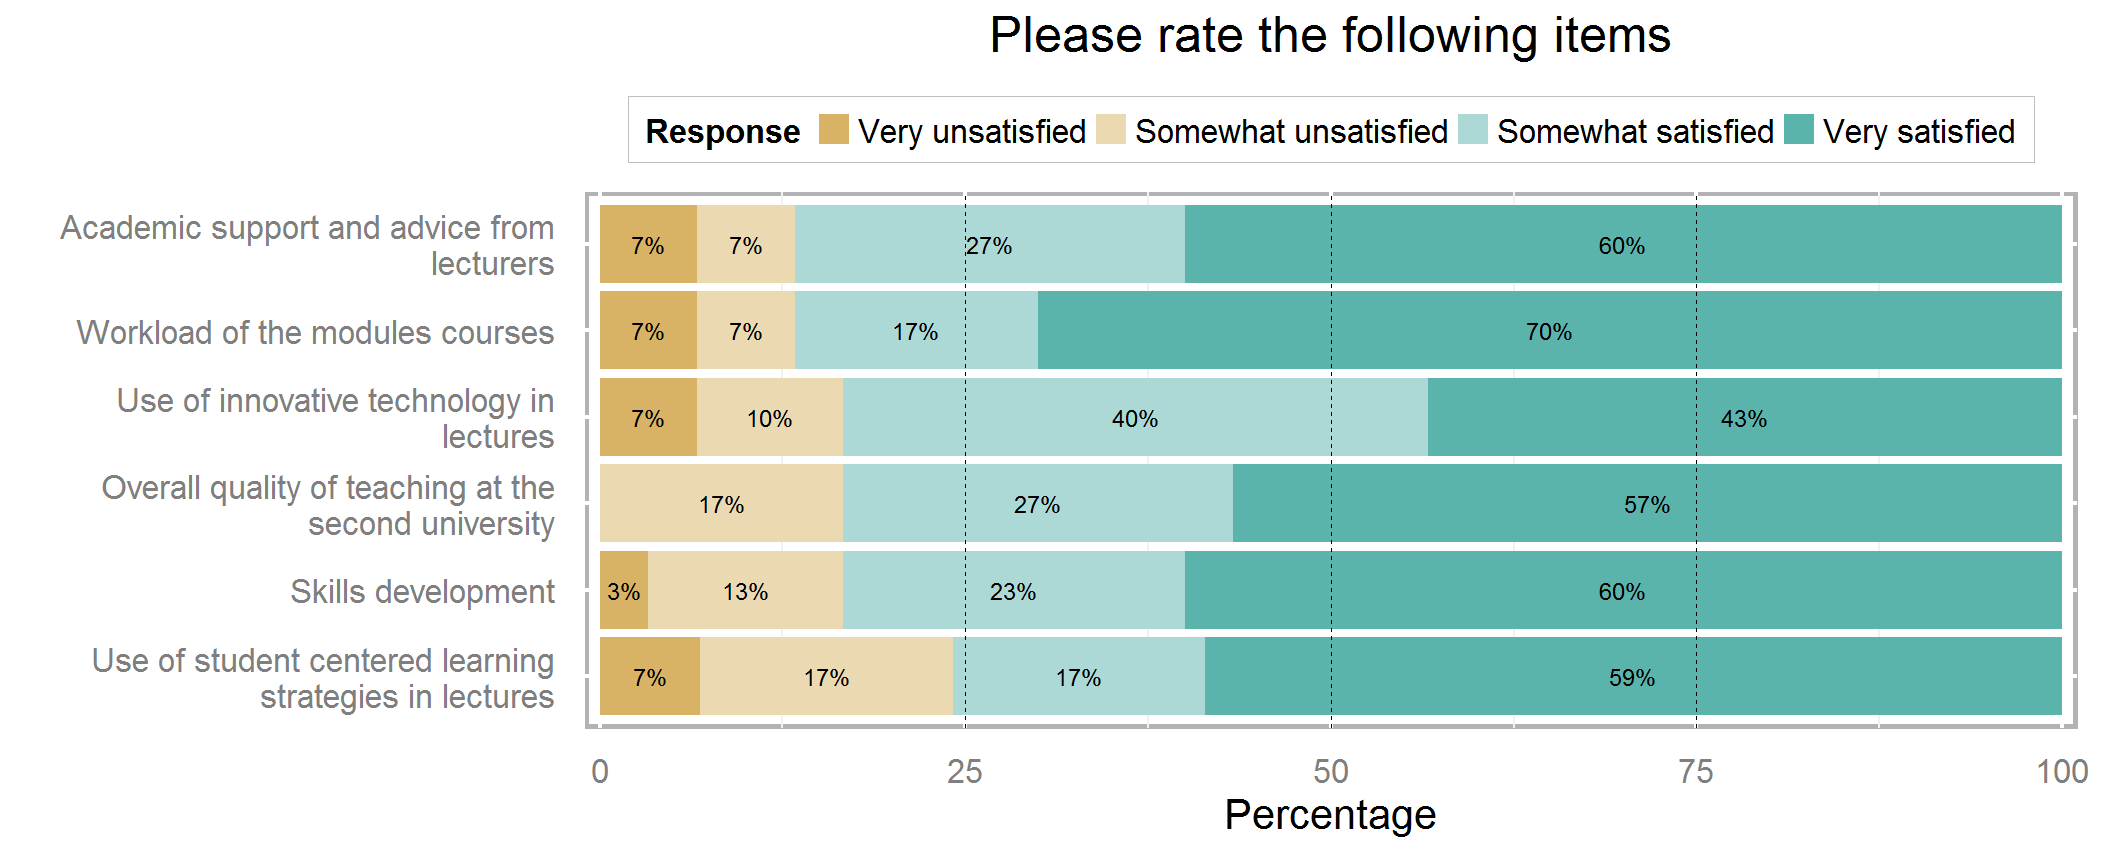 Please rate the following items
Response Very unsatisfied Somewhat unsatisfied Somewhat satisfied Very satisfied
Academic support and advice from
lecturers
7% 7% 27% 60%
Workload of the modules courses
7% 7% 17% 70%
Use of innovative technology in
lectures
7% 10% 40% 43%
Overall quality of teaching at the
second university
17% 27% 57%
Skills development
3% 13% 23% 60%
Use of student centered learning
strategies in lectures
7% 17% 17% 59%
0 25 50 75 100
Percentage